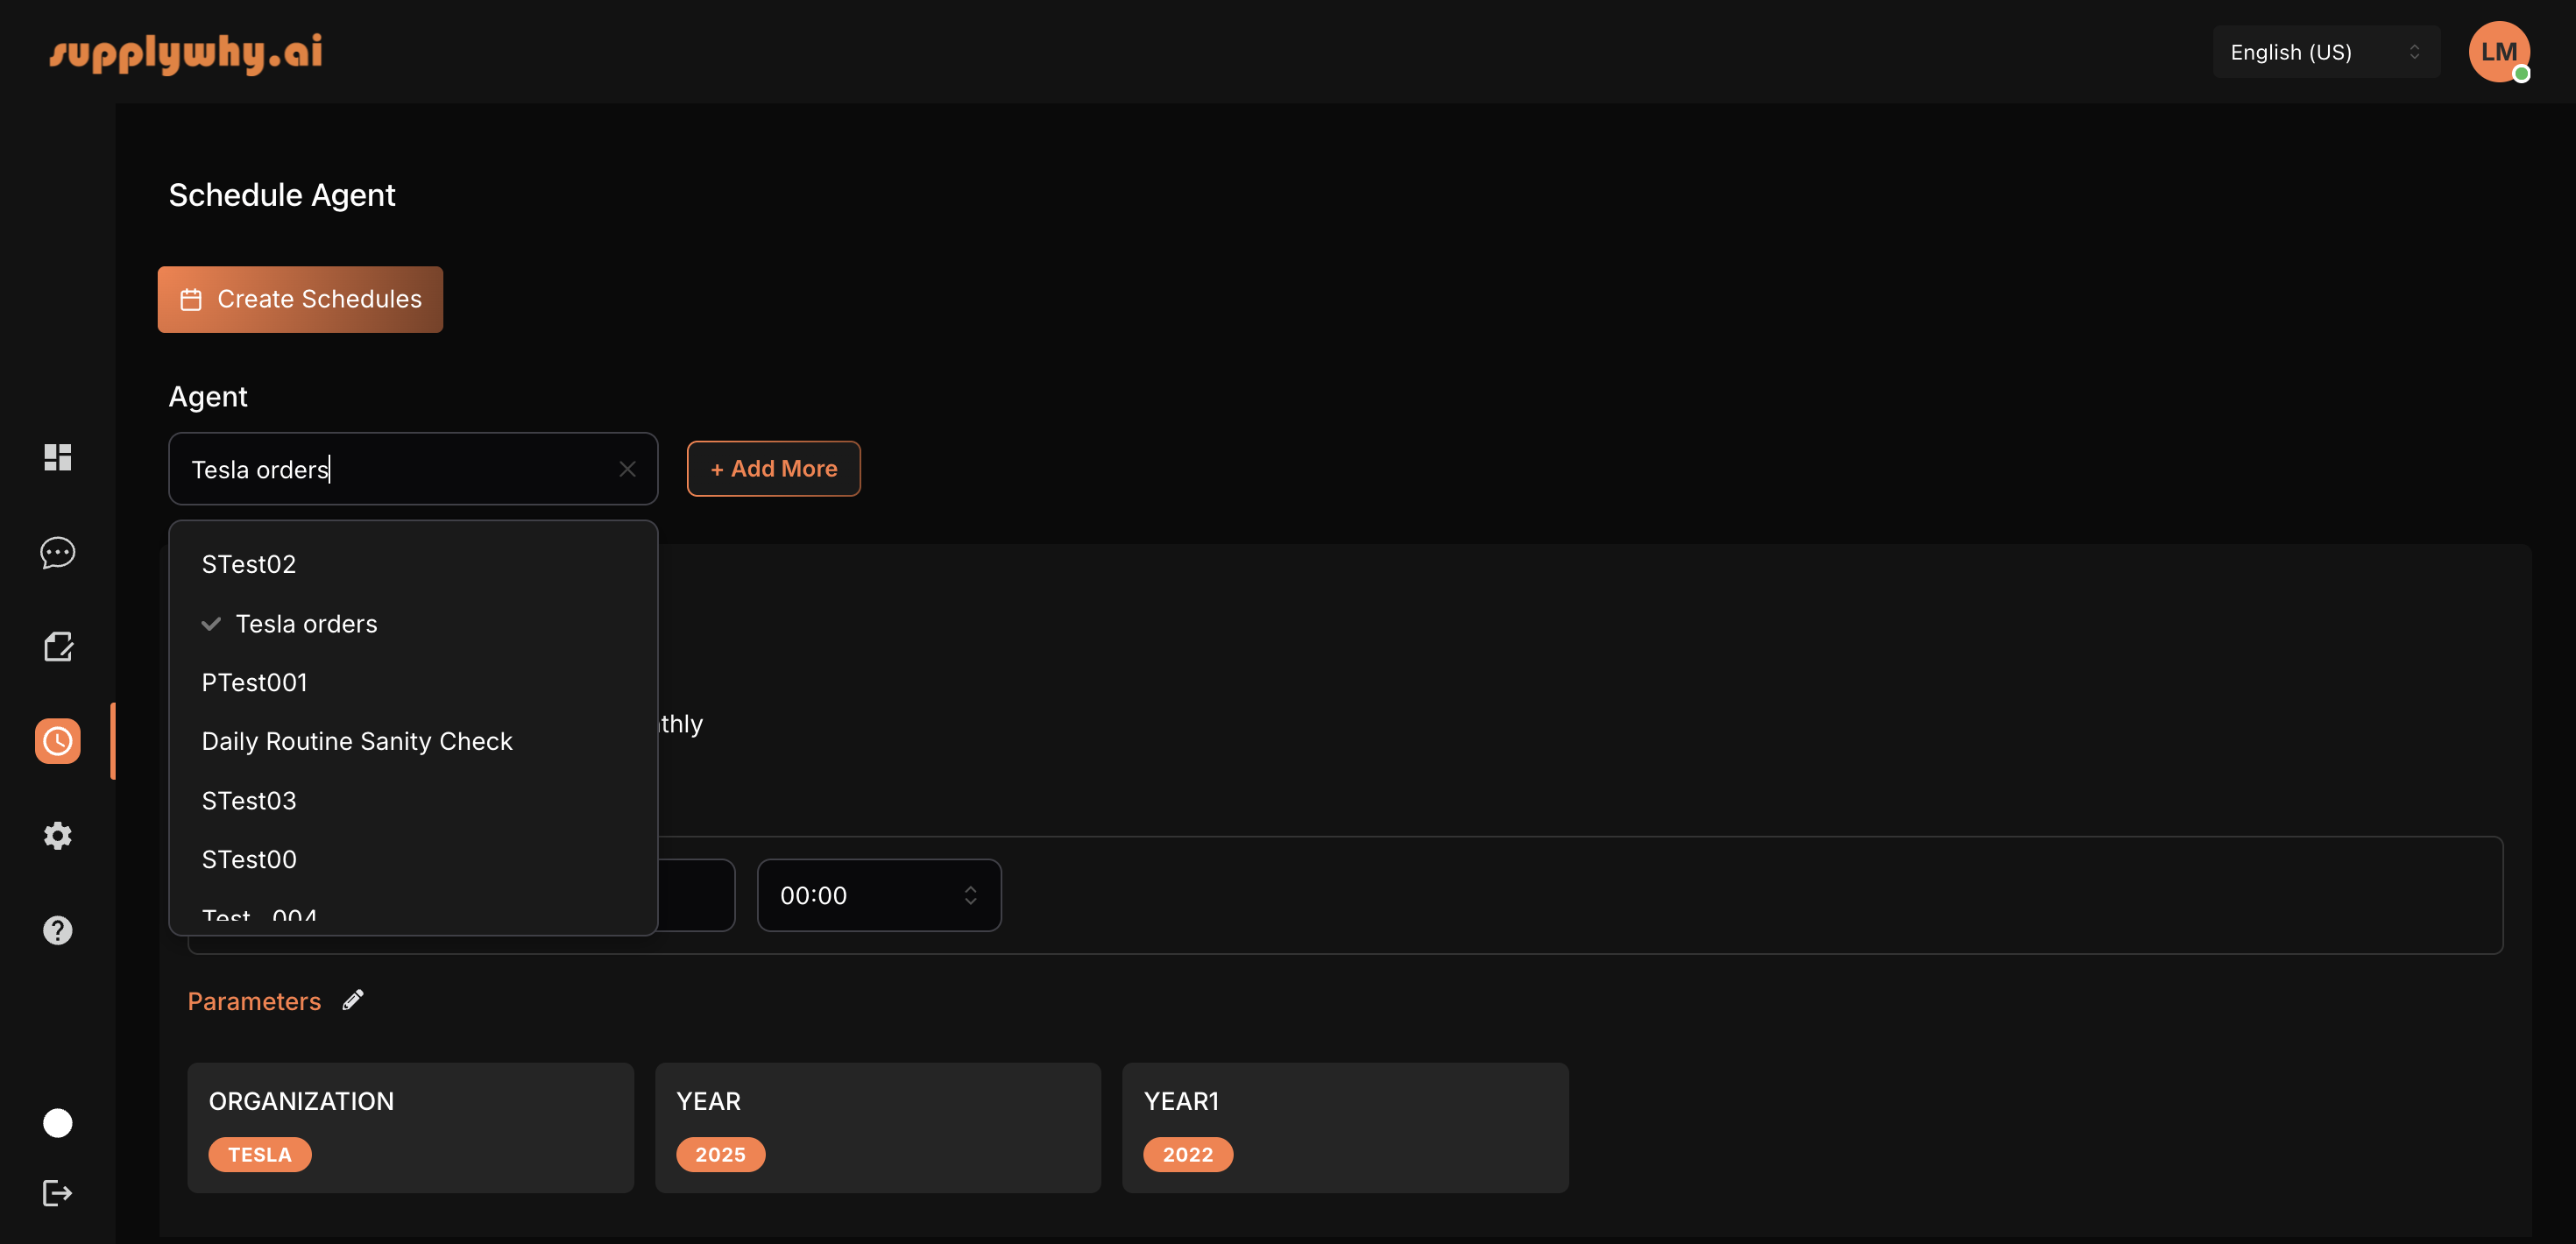 supplywhy.ai
English (US)
LM
Schedule Agent
Create Schedules
Agent
Tesla orders
+ Add More
STest02
Tesla orders
PTest001
Daily Routine Sanity Check
STest03
STest00
thly
00:00
Parameters
ORGANIZATION
YEAR
YEAR1
TESLA
2025
2022